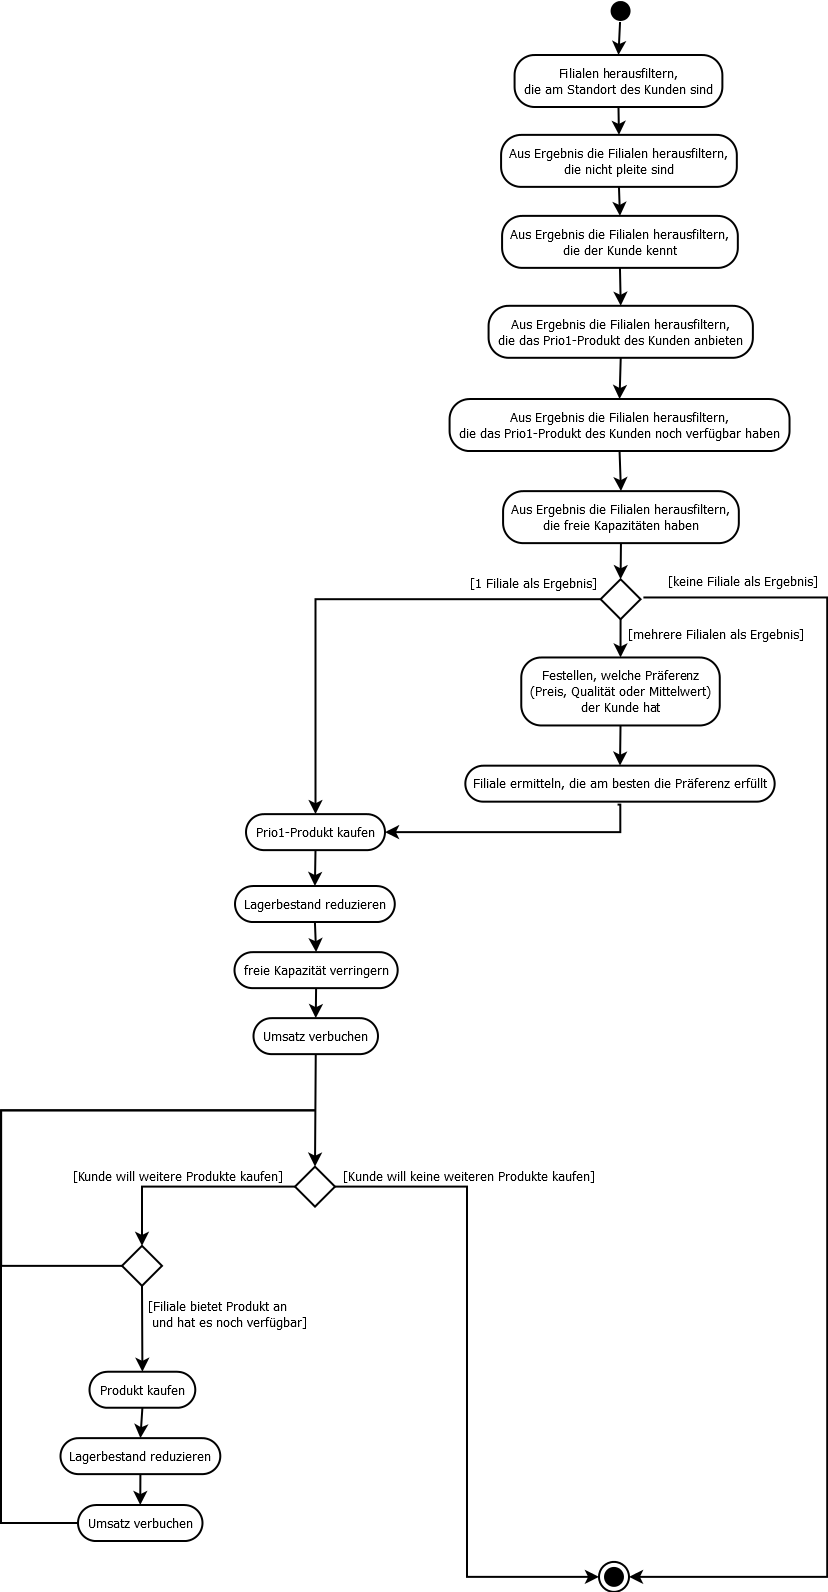 Filialen herausfiltern,
die am Standort des Kunden sind
Aus Ergebnis die Filialen herausfiltern,
die nicht pleite sind
Aus Ergebnis die Filialen herausfiltern,
die der Kunde kennt
Aus Ergebnis die Filialen herausfiltern,
die das Prio1-Produkt des Kunden anbieten
Aus Ergebnis die Filialen herausfiltern,
die das Prio1-Produkt des Kunden noch verfügbar haben
Aus Ergebnis die Filialen herausfiltern,
die freie Kapazitäten haben
[1 Filiale als Ergebnis]
[keine Filiale als Ergebnis]
[mehrere Filialen als Ergebnis]
Festellen, welche Präferenz
(Preis, Qualität oder Mittelwert)
der Kunde hat
Filiale ermitteln, die am besten die Präferenz erfüllt
Prio1-Produkt kaufen
Lagerbestand reduzieren
freie Kapazität verringern
Umsatz verbuchen
[Kunde will weitere Produkte kaufen]
[Kunde will keine weiteren Produkte kaufen]
[Filiale bietet Produkt an
und hat es noch verfügbar]
Produkt kaufen
Lagerbestand reduzieren
Umsatz verbuchen